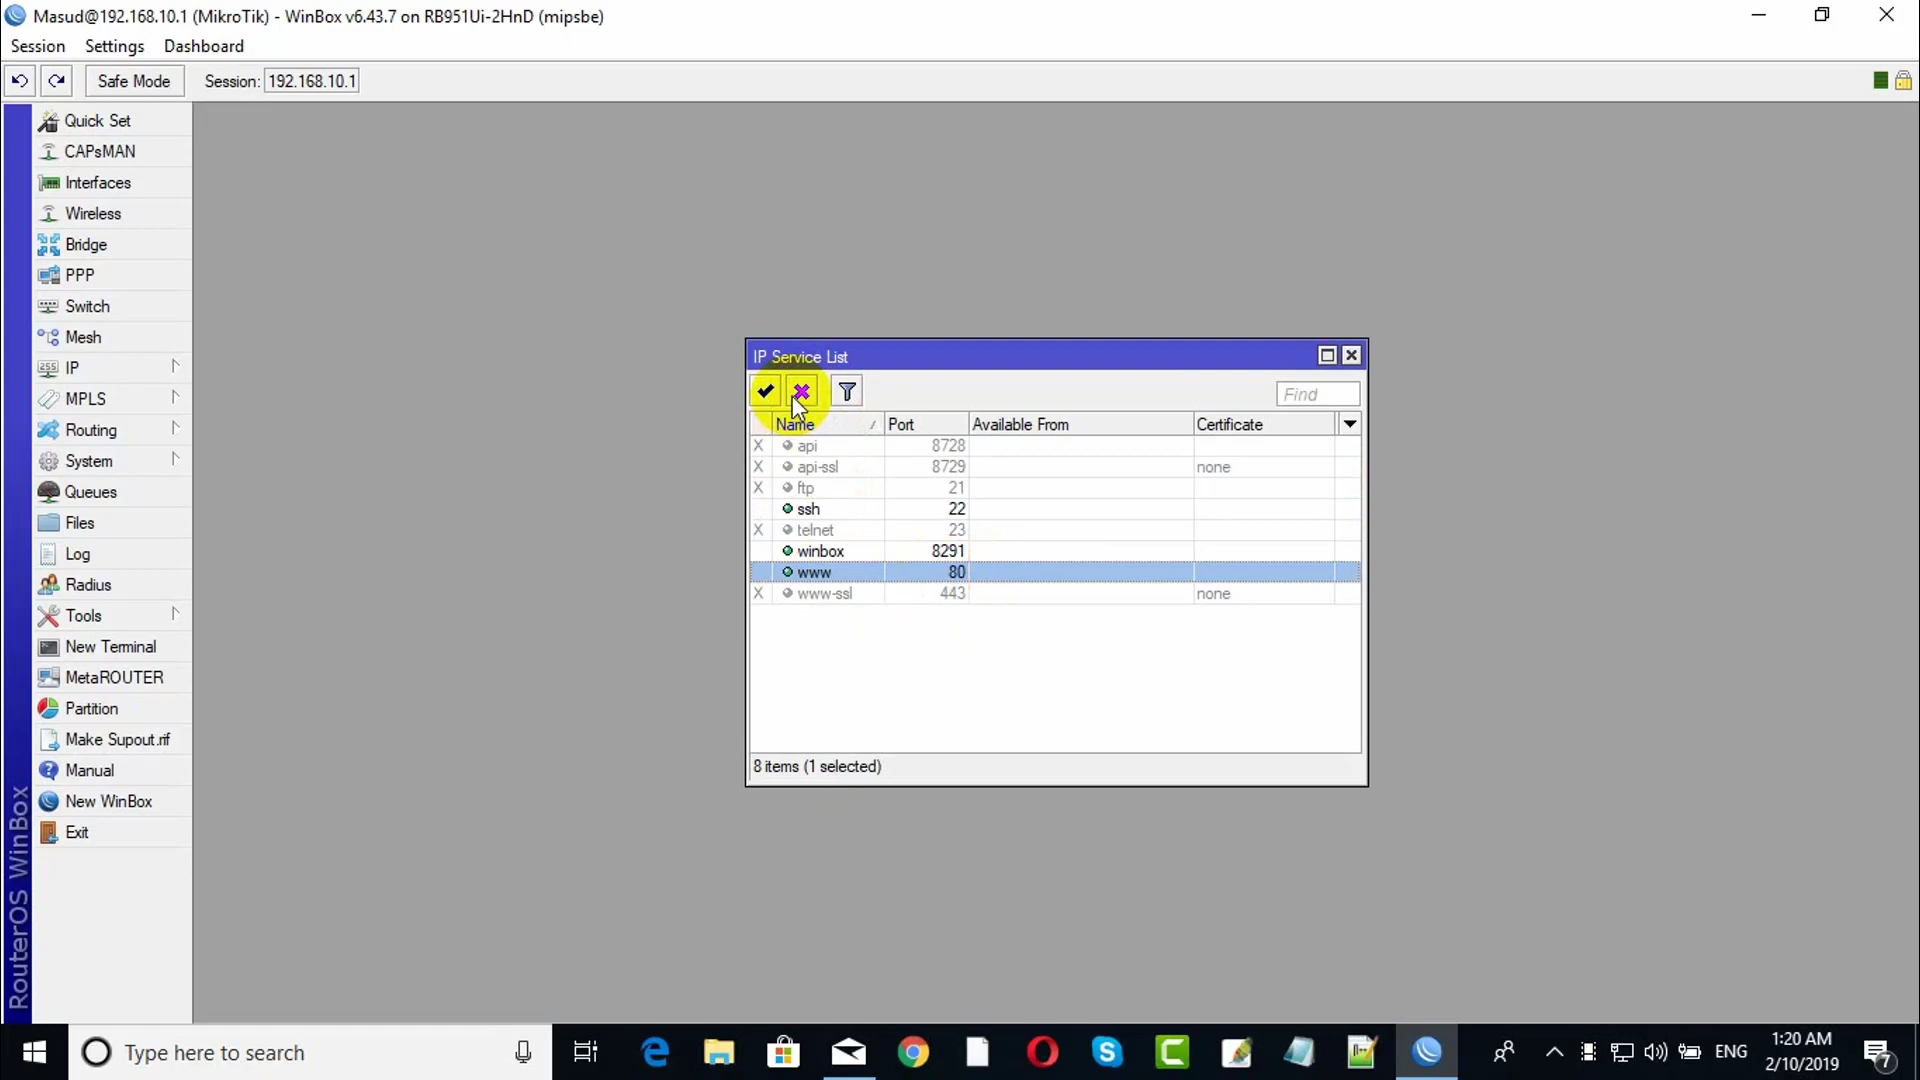 Masud@192.168.10.1 (MikroTik) - WinBox v6.43.7 on RB951Ui-2HnD (mipsbe)
Session Settings Dashboard
Safe Mode Session: 192.168.10.1
Quick Set
CAPsMAN
Interfaces
Wireless
Bridge
PPP
Switch
Mesh
IP
MPLS
Routing
System
Queues
Files
Log
Radius
Tools
New Terminal
MetaROUTER
Partition
Make Supout.rif
Manual
New WinBox
Exit
RouterOS WinBox
IP Service List
Find
Name Port Available From Certificate
X api 8728
X api-ssl 8729 none
X ftp 21
ssh 22
X telnet 23
winbox 8291
www 80
X www-ssl 443 none
8 items (1 selected)
Type here to search
ENG
1:20 AM
2/10/2019
7